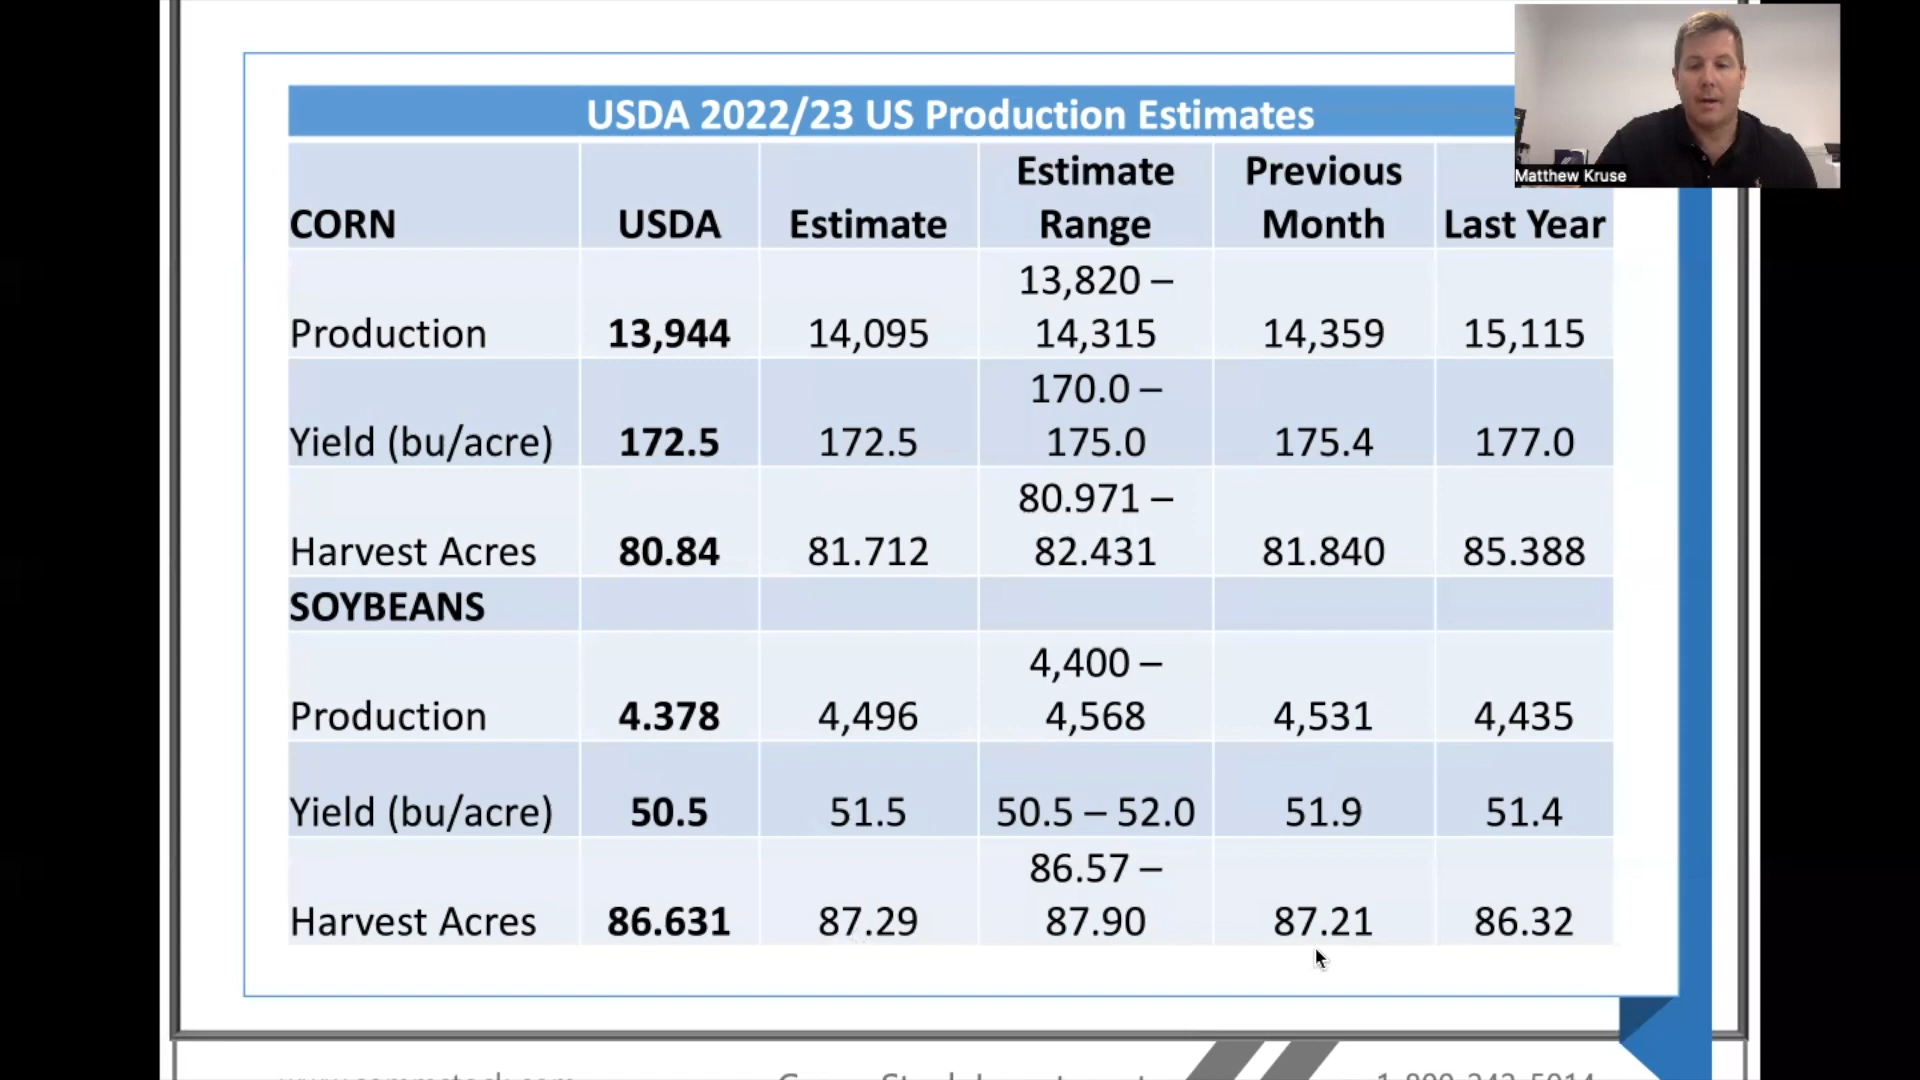 USDA 2022/23 US Production Estimates
Matthew Kruse
CORN USDA Estimate Estimate Range Previous Month Last Year
Production 13,944 14,095 13,820 – 14,315 14,359 15,115
Yield (bu/acre) 172.5 172.5 170.0 – 175.0 175.4 177.0
Harvest Acres 80.84 81.712 80.971 – 82.431 81.840 85.388
SOYBEANS
Production 4.378 4,496 4,400 – 4,568 4,531 4,435
Yield (bu/acre) 50.5 51.5 50.5 – 52.0 51.9 51.4
Harvest Acres 86.631 87.29 86.57 – 87.90 87.21 86.32